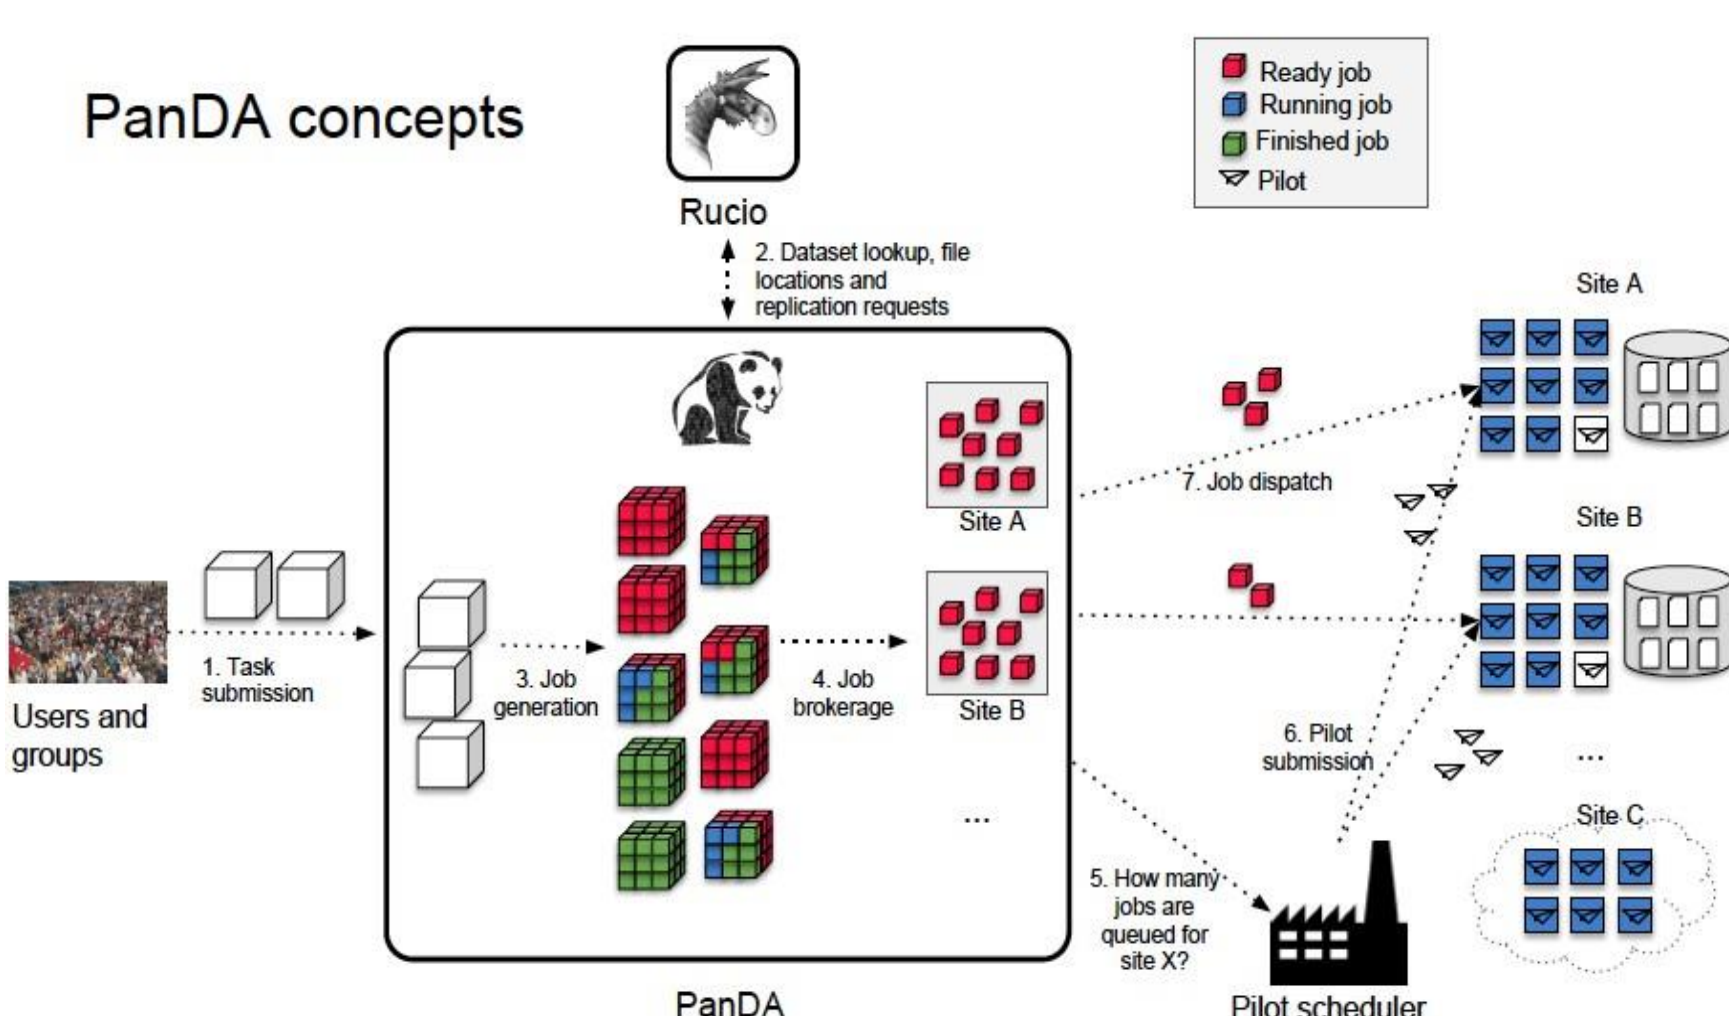 PanDA concepts
Rucio
2. Dataset lookup, file
locations and
replication requests
Ready job
Running job
Finished job
Pilot
Site A
Site A
7. Job dispatch
Site B
1. Task
submission
Users and
groups
3. Job
generation
4. Job
brokerage
Site B
6. Pilot
submission
...
...
Site C
5. How many
jobs are
queued for
site X?
PanDA
Pilot scheduler